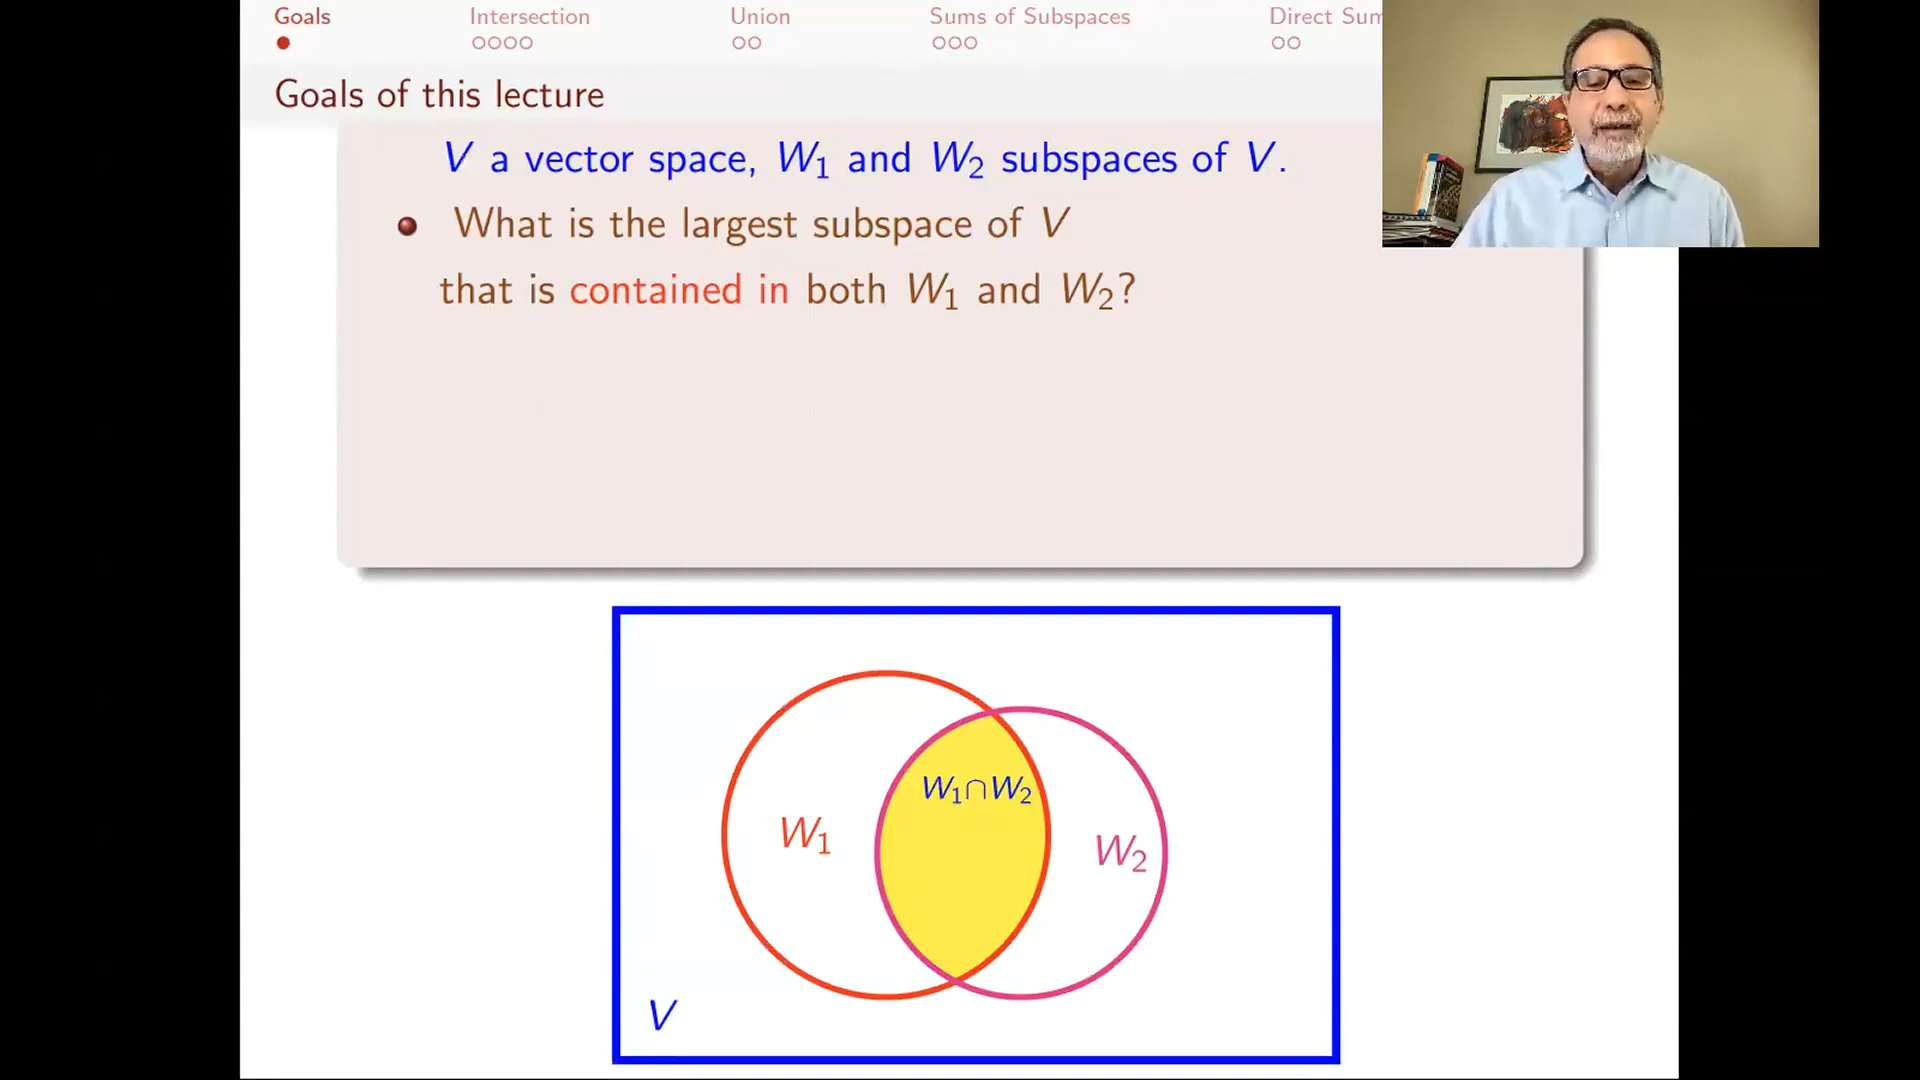 Goals Intersection Union Sums of Subspaces Direct Sum
Goals of this lecture
V a vector space, W₁ and W₂ subspaces of V.
• What is the largest subspace of V
that is contained in both W₁ and W₂?
W₁∩W₂
W₁
W₂
V